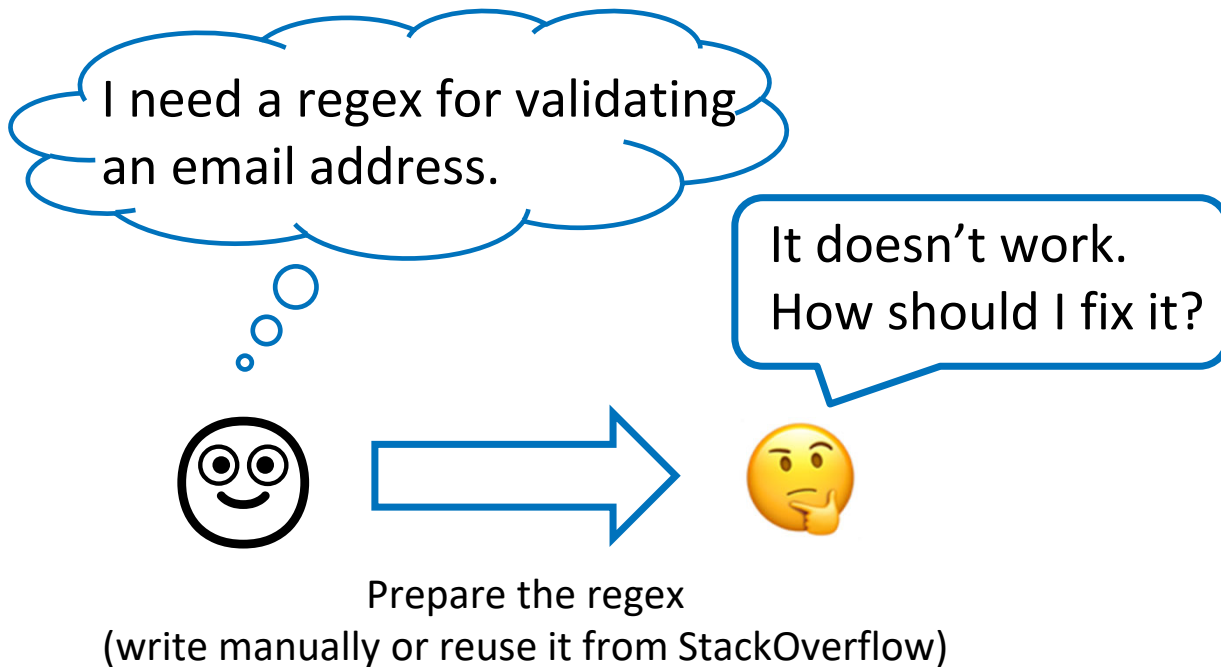 I need a regex for validating
an email address.
It doesn’t work.
How should I fix it?
Prepare the regex
(write manually or reuse it from StackOverflow)